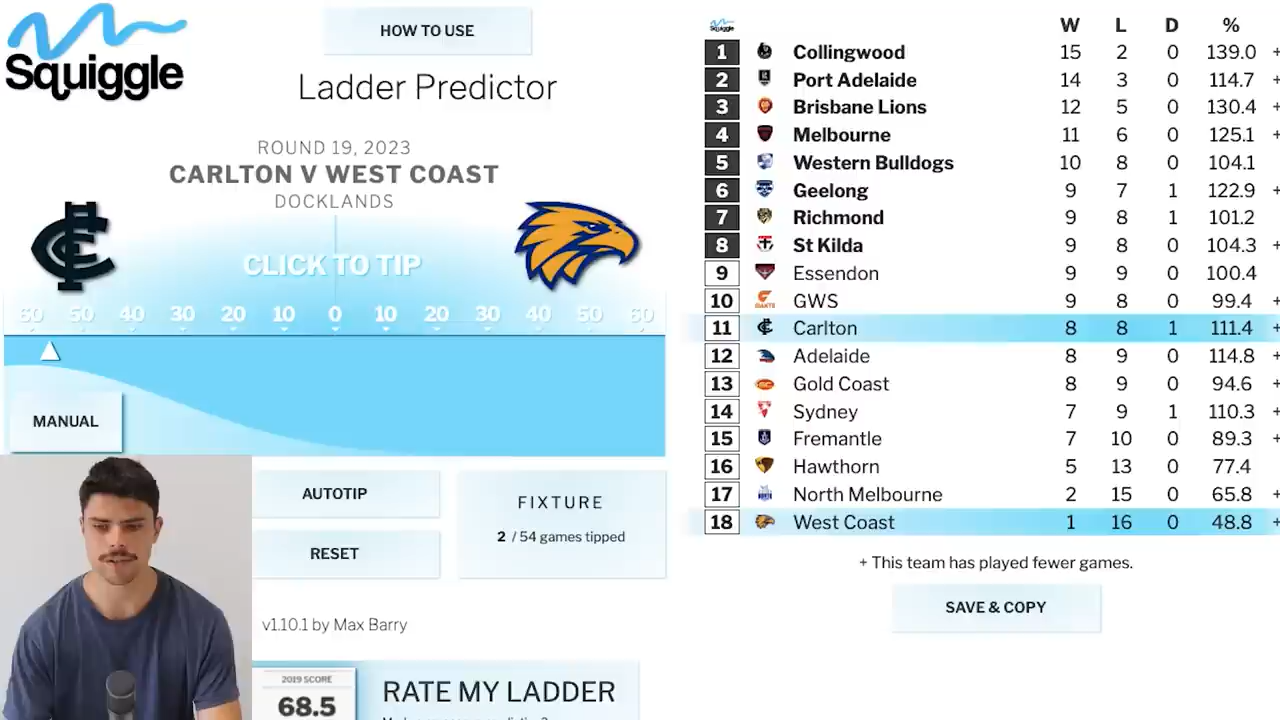 Squiggle
HOW TO USE
Ladder Predictor
ROUND 19, 2023
CARLTON V WEST COAST
DOCKLANDS
CLICK TO TIP
60 50 40 30 20 10 0 10 20 30 40 50 60
MANUAL
AUTOTIP
RESET
FIXTURE
2 / 54 games tipped
v1.10.1 by Max Barry
2019 SCORE
68.5
RATE MY LADDER
Squiggle W L D %
1 Collingwood 15 2 0 139.0 +
2 Port Adelaide 14 3 0 114.7 +
3 Brisbane Lions 12 5 0 130.4 +
4 Melbourne 11 6 0 125.1 +
5 Western Bulldogs 10 8 0 104.1
6 Geelong 9 7 1 122.9 +
7 Richmond 9 8 1 101.2
8 St Kilda 9 8 0 104.3 +
9 Essendon 9 9 0 100.4
10 GIANTS GWS 9 8 0 99.4 +
11 Carlton 8 8 1 111.4 +
12 Adelaide 8 9 0 114.8 +
13 Gold Coast 8 9 0 94.6 +
14 Sydney 7 9 1 110.3 +
15 Fremantle 7 10 0 89.3 +
16 Hawthorn 5 13 0 77.4
17 North Melbourne 2 15 0 65.8 +
18 West Coast 1 16 0 48.8 +
+ This team has played fewer games.
SAVE & COPY